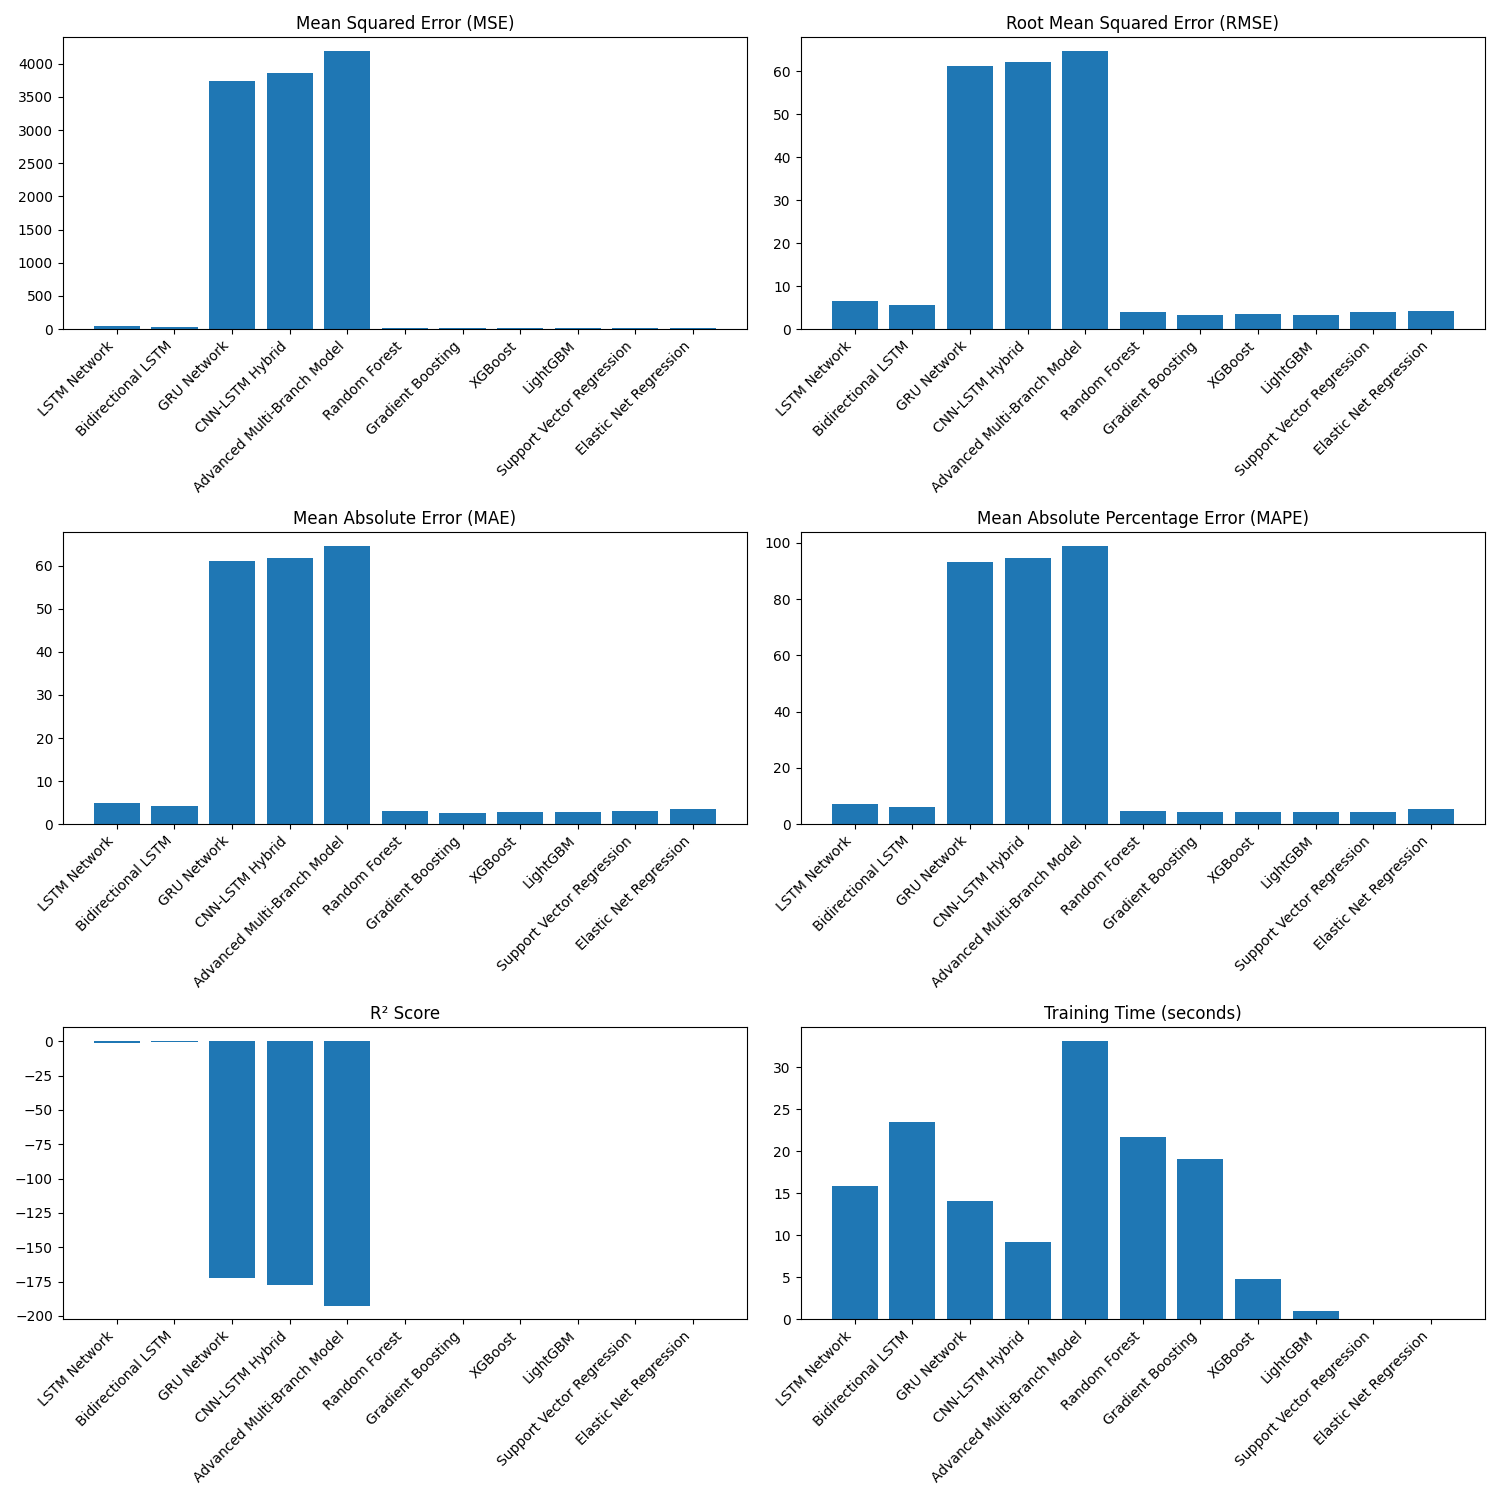 Mean Squared Error (MSE)
4000
3500
3000
2500
2000
1500
1000
500
0
LSTM Network
Bidirectional LSTM
GRU Network
CNN-LSTM Hybrid
Advanced Multi-Branch Model
Random Forest
Gradient Boosting
XGBoost
LightGBM
Support Vector Regression
Elastic Net Regression
Root Mean Squared Error (RMSE)
60
50
40
30
20
10
0
LSTM Network
Bidirectional LSTM
GRU Network
CNN-LSTM Hybrid
Advanced Multi-Branch Model
Random Forest
Gradient Boosting
XGBoost
LightGBM
Support Vector Regression
Elastic Net Regression
Mean Absolute Error (MAE)
60
50
40
30
20
10
0
LSTM Network
Bidirectional LSTM
GRU Network
CNN-LSTM Hybrid
Advanced Multi-Branch Model
Random Forest
Gradient Boosting
XGBoost
LightGBM
Support Vector Regression
Elastic Net Regression
Mean Absolute Percentage Error (MAPE)
100
80
60
40
20
0
LSTM Network
Bidirectional LSTM
GRU Network
CNN-LSTM Hybrid
Advanced Multi-Branch Model
Random Forest
Gradient Boosting
XGBoost
LightGBM
Support Vector Regression
Elastic Net Regression
R² Score
0
−25
−50
−75
−100
−125
−150
−175
−200
LSTM Network
Bidirectional LSTM
GRU Network
CNN-LSTM Hybrid
Advanced Multi-Branch Model
Random Forest
Gradient Boosting
XGBoost
LightGBM
Support Vector Regression
Elastic Net Regression
Training Time (seconds)
30
25
20
15
10
5
0
LSTM Network
Bidirectional LSTM
GRU Network
CNN-LSTM Hybrid
Advanced Multi-Branch Model
Random Forest
Gradient Boosting
XGBoost
LightGBM
Support Vector Regression
Elastic Net Regression